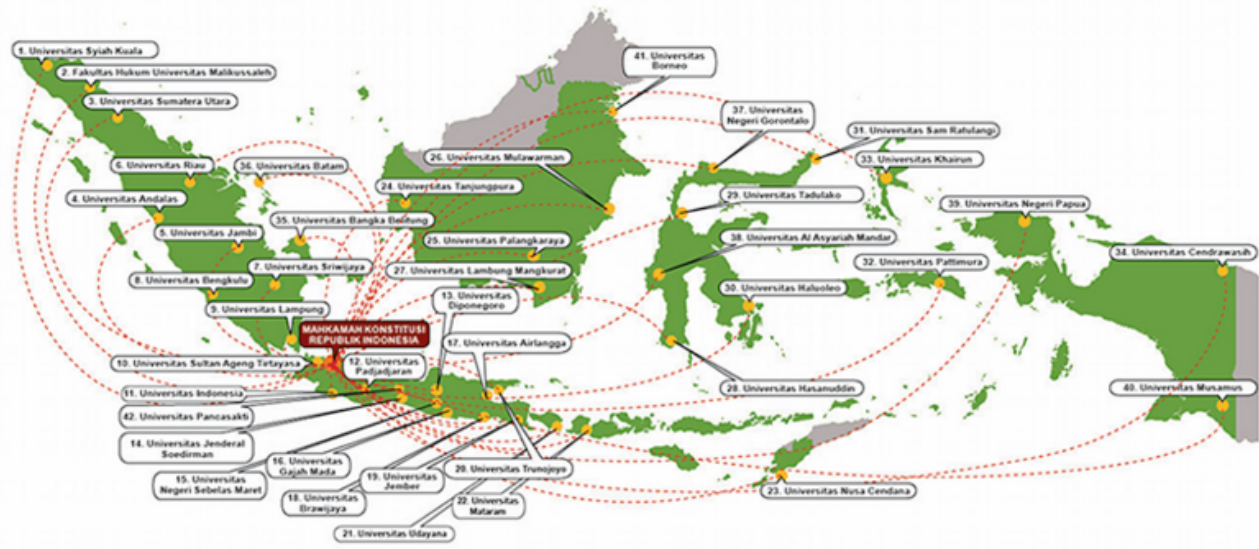 1. Universitas Syiah Kuala
2. Fakultas Hukum Universitas Malikussaleh
3. Universitas Sumatera Utara
6. Universitas Riau
36. Universitas Batam
4. Universitas Andalas
35. Universitas Bangka Belitung
5. Universitas Jambi
7. Universitas Sriwijaya
8. Universitas Bengkulu
9. Universitas Lampung
MAHKAMAH KONSTITUSI
REPUBLIK INDONESIA
10. Universitas Sultan Ageng Tirtayasa
12. Universitas
Padjadjaran
11. Universitas Indonesia
42. Universitas Pancasakti
14. Universitas Jenderal
Soedirman
15. Universitas
Negeri Sebelas Maret
16. Universitas
Gajah Mada
18. Universitas
Brawijaya
19. Universitas
Jember
20. Universitas Trunojoyo
21. Universitas Udayana
22. Universitas
Mataram
13. Universitas
Diponegoro
17. Universitas Airlangga
41. Universitas
Borneo
26. Universitas Mulawarman
24. Universitas Tanjungpura
25. Universitas Palangkaraya
27. Universitas Lambung Mangkurat
37. Universitas
Negeri Gorontalo
31. Universitas Sam Ratulangi
33. Universitas Khairun
29. Universitas Tadulako
38. Universitas Al Asyariah Mandar
30. Universitas Haluoleo
28. Universitas Hasanuddin
39. Universitas Negeri Papua
32. Universitas Pattimura
34. Universitas Cendrawasih
40. Universitas Musamus
23. Universitas Nusa Cendana